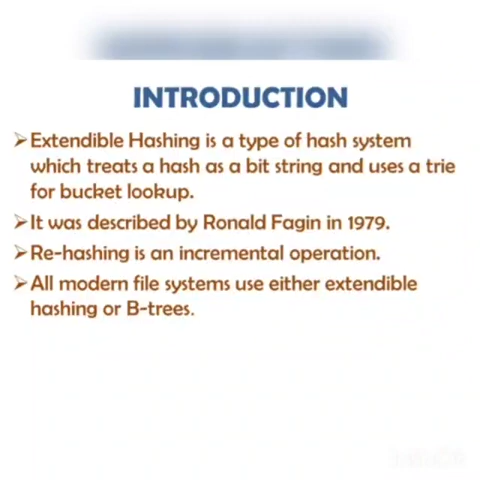 INTRODUCTION
➢Extendible Hashing is a type of hash system
which treats a hash as a bit string and uses a trie
for bucket lookup.
➢It was described by Ronald Fagin in 1979.
➢Re-hashing is an incremental operation.
➢All modern file systems use either extendible
hashing or B-trees.